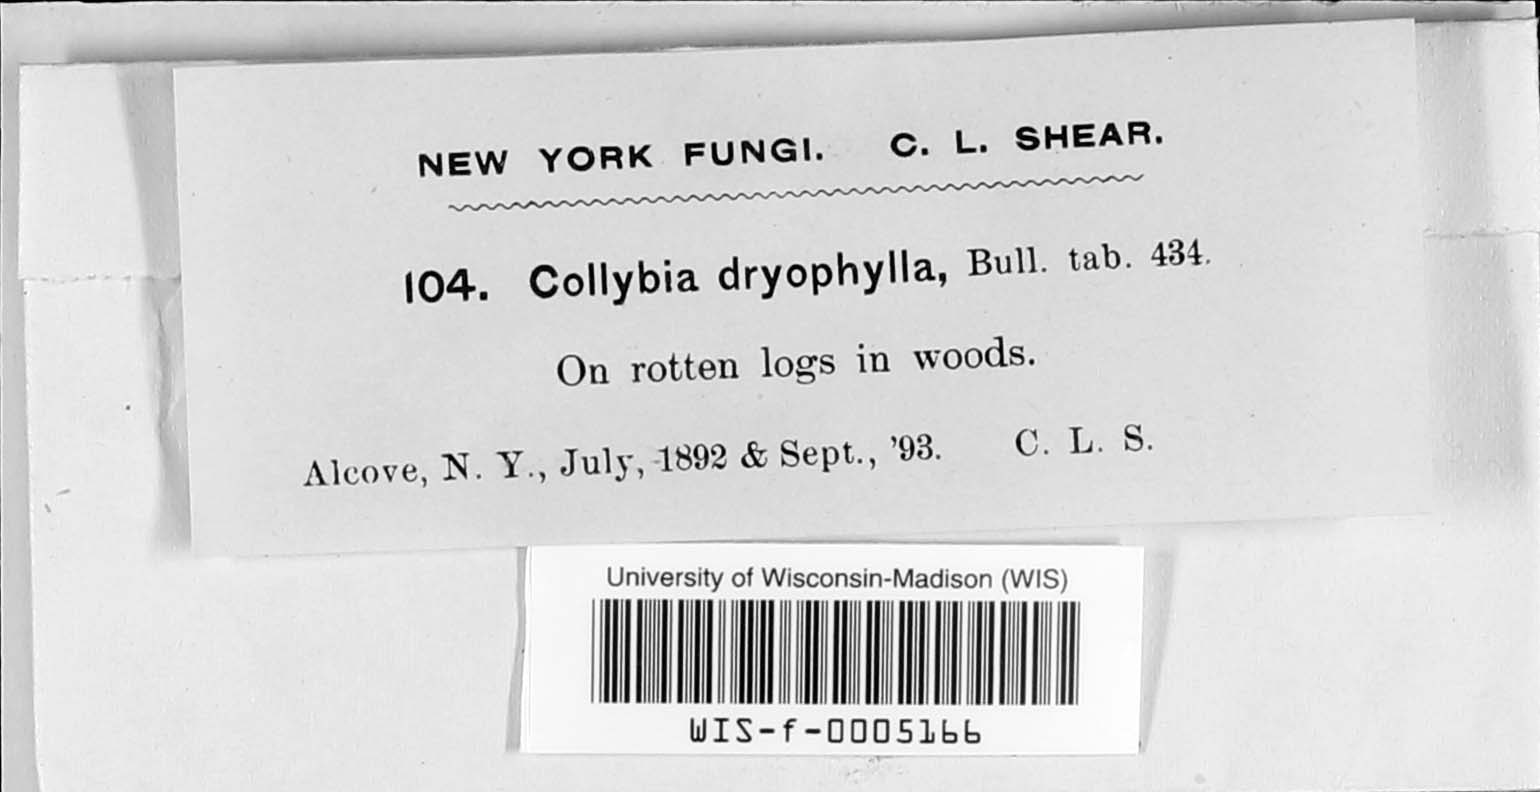 NEW YORK FUNGI. C. L. SHEAR.
104. Collybia dryophylla, Bull. tab. 434.
On rotten logs in woods.
Alcove, N. Y., July, 1892 & Sept., '93. C. L. S.
University of Wisconsin-Madison (WIS)
WIS-f-0005166